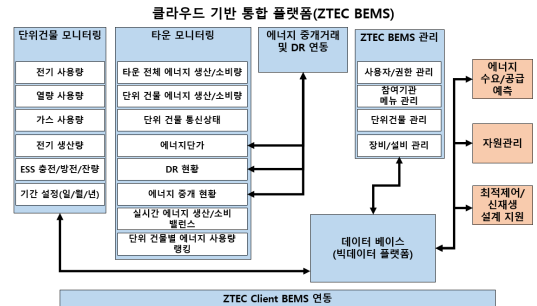 클라우드 기반 통합 플랫폼(ZTEC BEMS)
단위건물 모니터링
전기 사용량
열량 사용량
가스 사용량
전기 생산량
ESS 충전/방전/잔량
기간 설정(일/월/년)
타운 모니터링
타운 전체 에너지 생산/소비량
단위 건물 에너지 생산/소비량
단위 건물 통신상태
에너지단가
DR 현황
에너지 중개 현황
실시간 에너지 생산/소비
밸런스
단위 건물별 에너지 사용량
랭킹
에너지 중개거래
및 DR 연동
ZTEC BEMS 관리
사용자/권한 관리
참여기관
메뉴 관리
단위건물 관리
장비/설비 관리
에너지
수요/공급
예측
자원관리
최적제어/
신재생
설계 지원
데이터 베이스
(빅데이터 플랫폼)
ZTEC Client BEMS 연동